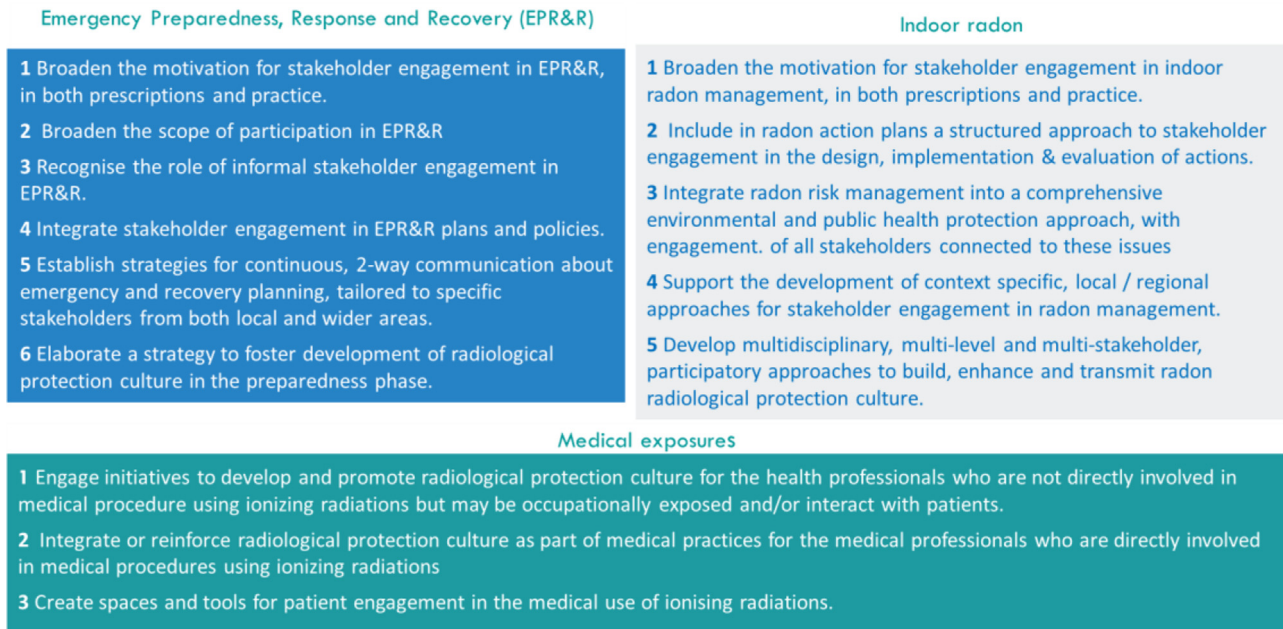 Emergency Preparedness, Response and Recovery (EPR&R)
1 Broaden the motivation for stakeholder engagement in EPR&R,
in both prescriptions and practice.
2 Broaden the scope of participation in EPR&R
3 Recognise the role of informal stakeholder engagement in
EPR&R.
4 Integrate stakeholder engagement in EPR&R plans and policies.
5 Establish strategies for continuous, 2-way communication about
emergency and recovery planning, tailored to specific
stakeholders from both local and wider areas.
6 Elaborate a strategy to foster development of radiological
protection culture in the preparedness phase.
Indoor radon
1 Broaden the motivation for stakeholder engagement in indoor
radon management, in both prescriptions and practice.
2 Include in radon action plans a structured approach to stakeholder
engagement in the design, implementation & evaluation of actions.
3 Integrate radon risk management into a comprehensive
environmental and public health protection approach, with
engagement. of all stakeholders connected to these issues
4 Support the development of context specific, local / regional
approaches for stakeholder engagement in radon management.
5 Develop multidisciplinary, multi-level and multi-stakeholder,
participatory approaches to build, enhance and transmit radon
radiological protection culture.
Medical exposures
1 Engage initiatives to develop and promote radiological protection culture for the health professionals who are not directly involved in
medical procedure using ionizing radiations but may be occupationally exposed and/or interact with patients.
2 Integrate or reinforce radiological protection culture as part of medical practices for the medical professionals who are directly involved
in medical procedures using ionizing radiations
3 Create spaces and tools for patient engagement in the medical use of ionising radiations.